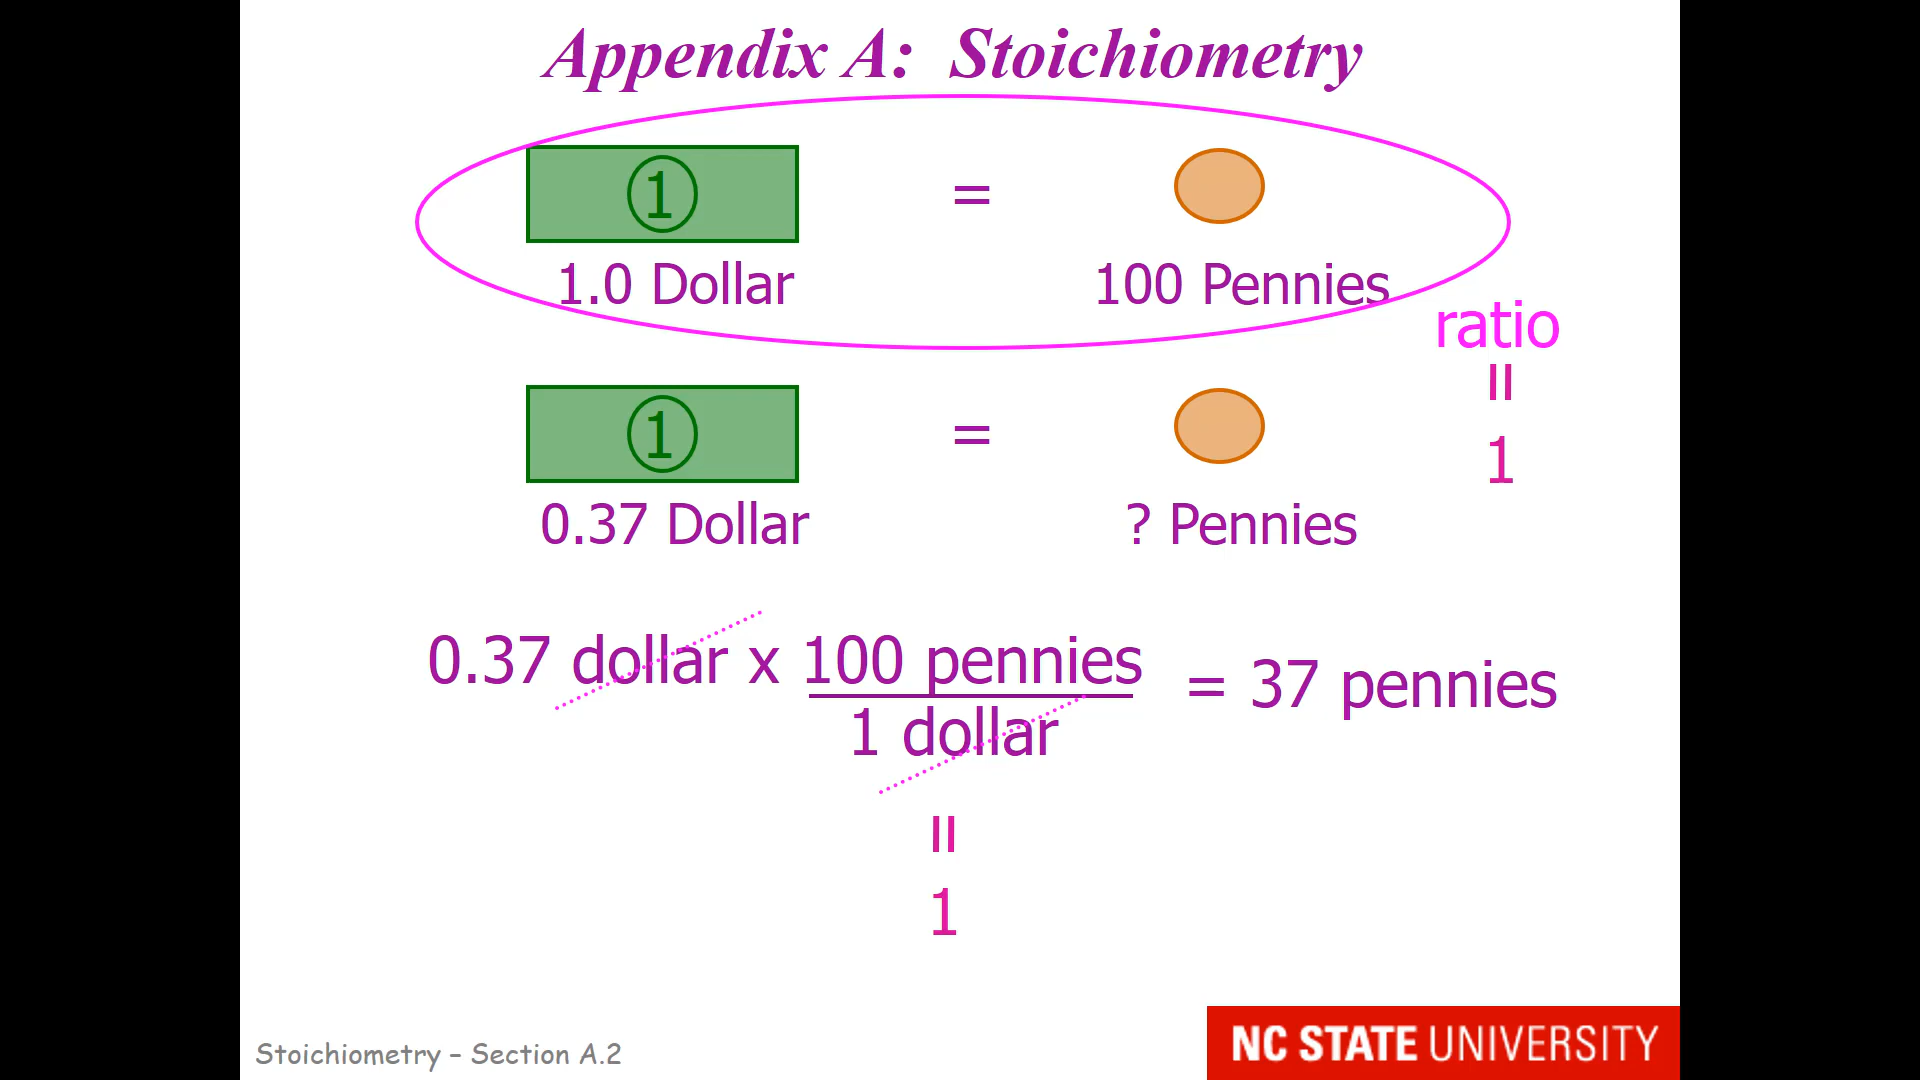 Appendix A: Stoichiometry
1 = 
1.0 Dollar 100 Pennies
ratio
=
1
1 =
0.37 Dollar ? Pennies
0.37 dollar x 100 pennies = 37 pennies
1 dollar
=
1
Stoichiometry – Section A.2
NC STATE UNIVERSITY